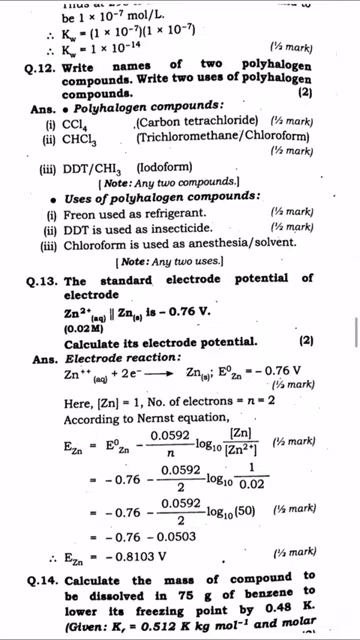 be 1 × 10⁻⁷ mol/L.
∴ K_w = (1 × 10⁻⁷)(1 × 10⁻⁷)
∴ K_w = 1 × 10⁻¹⁴ (½ mark)
Q.12. Write names of two polyhalogen
compounds. Write two uses of polyhalogen
compounds. (2)
Ans. • Polyhalogen compounds:
(i) CCl₄ (Carbon tetrachloride) (½ mark)
(ii) CHCl₃ (Trichloromethane/Chloroform)
(½ mark)
(iii) DDT/CHI₃ (Iodoform)
[Note: Any two compounds.]
• Uses of polyhalogen compounds:
(i) Freon used as refrigerant. (½ mark)
(ii) DDT is used as insecticide. (½ mark)
(iii) Chloroform is used as anesthesia/solvent.
[Note: Any two uses.]
Q.13. The standard electrode potential of
electrode
Zn²⁺(aq) || Zn(s) is – 0.76 V.
(0.02M)
Calculate its electrode potential. (2)
Ans. Electrode reaction:
Zn⁺⁺(aq) + 2e⁻ ⟶ Zn(s); E⁰_Zn = – 0.76 V
(½ mark)
Here, [Zn] = 1, No. of electrons = n = 2
According to Nernst equation,
E_Zn = E⁰_Zn – 0.0592/n log₁₀ [Zn]/[Zn²⁺] (½ mark)
= – 0.76 – 0.0592/2 log₁₀ 1/0.02
= – 0.76 – 0.0592/2 log₁₀(50) (½ mark)
= – 0.76 – 0.0503
∴ E_Zn = – 0.8103 V (½ mark)
Q.14. Calculate the mass of compound to
be dissolved in 75 g of benzene to
lower its freezing point by 0.48 K.
(Given: K_f = 0.512 K kg mol⁻¹ and molar